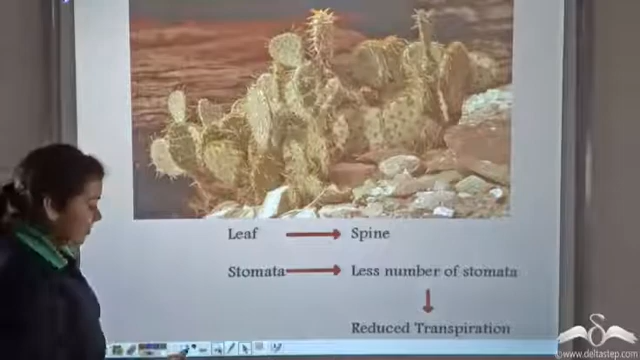 Leaf → Spine
Stomata → Less number of stomata
↓
Reduced Transpiration
©www.deltastep.com